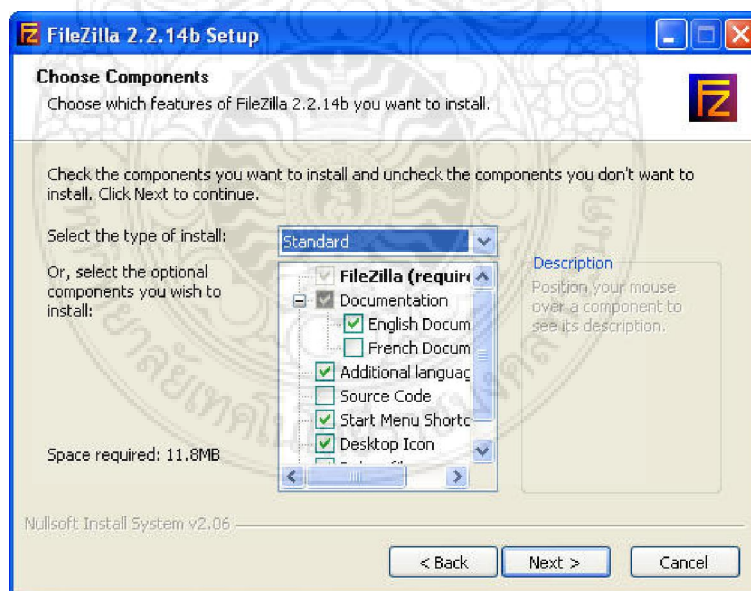 FileZilla 2.2.14b Setup
Choose Components
Choose which features of FileZilla 2.2.14b you want to install.
Check the components you want to install and uncheck the components you don't want to
install. Click Next to continue.
Select the type of install:
Standard
Or, select the optional
components you wish to
install:
FileZilla (require
Documentation
English Docum
French Docum
Additional languag
Source Code
Start Menu Shortc
Desktop Icon
Description
Position your mouse
over a component to
see its description.
Space required: 11.8MB
Nullsoft Install System v2.06
< Back
Next >
Cancel